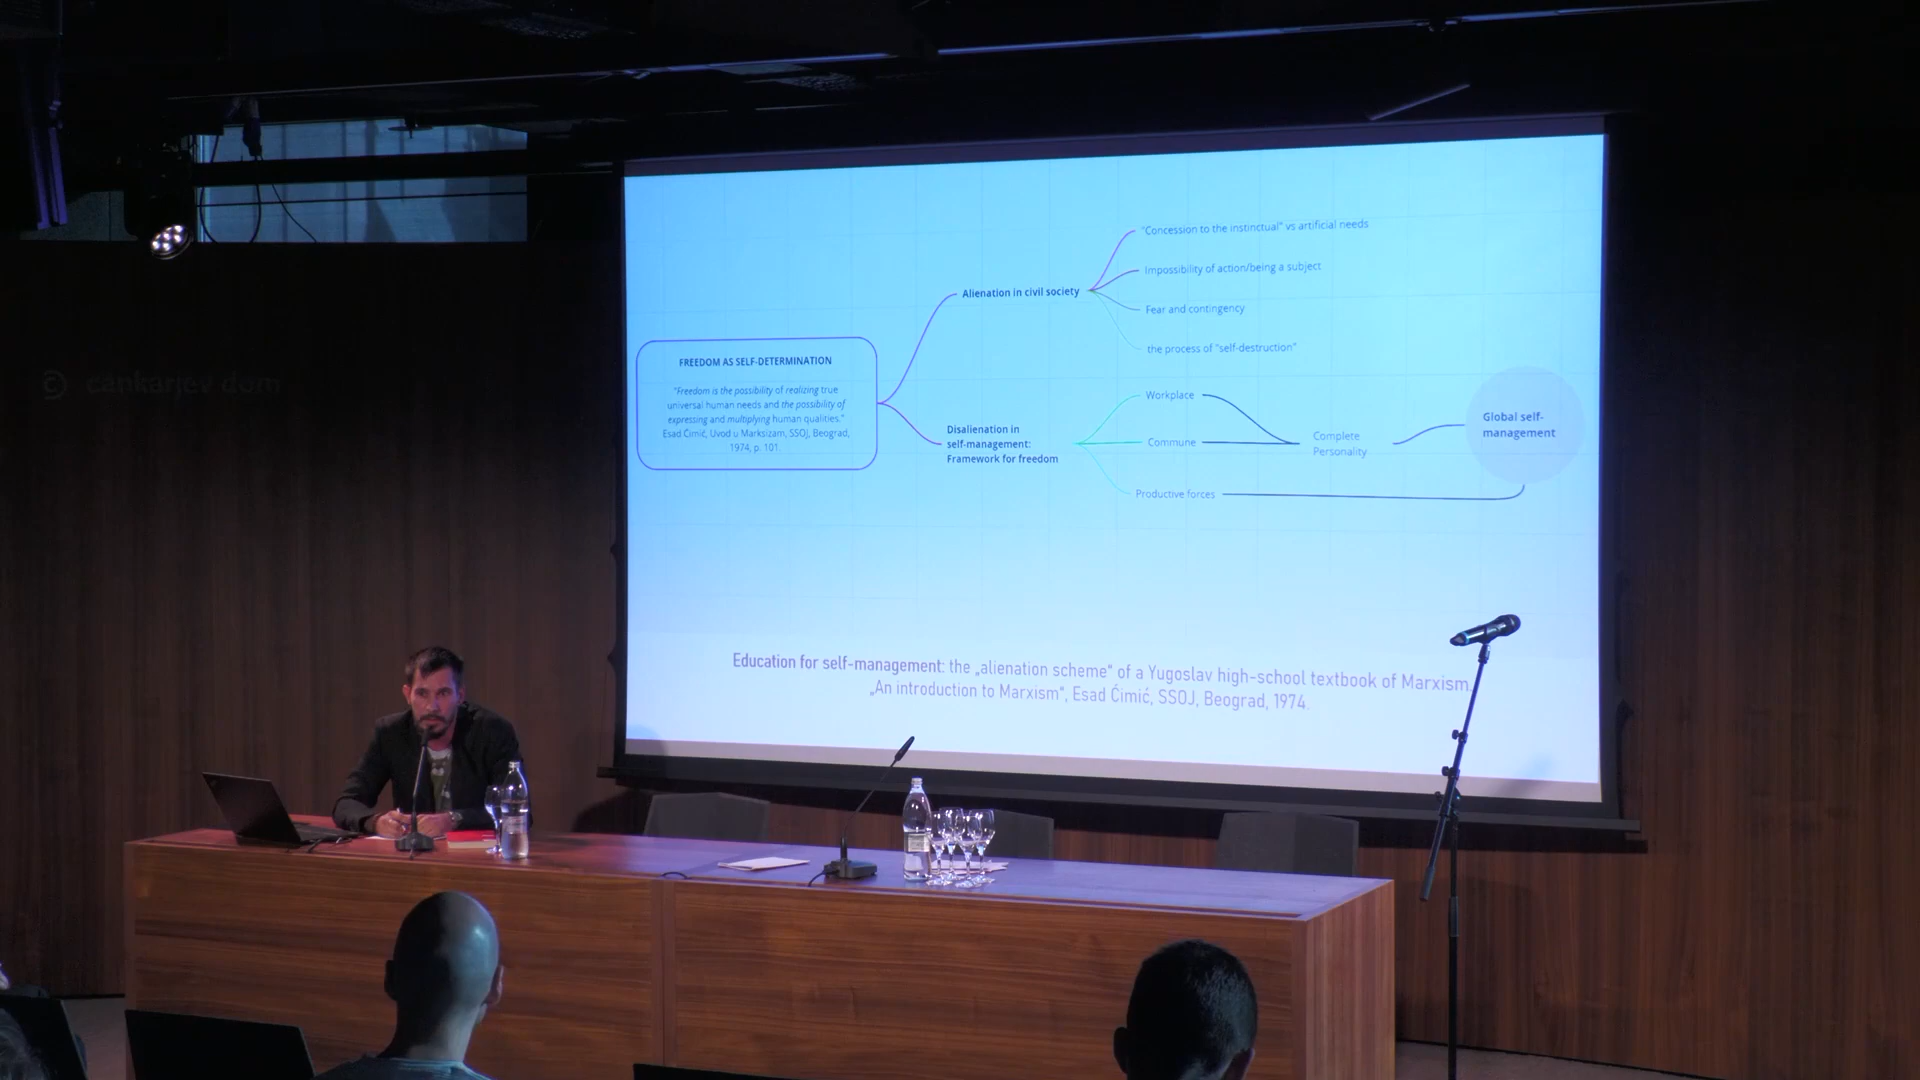 © cankarjev dom
FREEDOM AS SELF-DETERMINATION
"Freedom is the possibility of realizing true
universal human needs and the possibility of
expressing and multiplying human qualities."
Esad Ćimić, Uvod u Marksizam, SSOJ, Beograd,
1974, p. 101.
Alienation in civil society
"Concession to the instinctual" vs artificial needs
Impossibility of action/being a subject
Fear and contingency
the process of "self-destruction"
Disalienation in
self-management:
Framework for freedom
Workplace
Commune
Productive forces
Complete
Personality
Global self-
management
Education for self-management: the „alienation scheme“ of a Yugoslav high-school textbook of Marxism.
„An introduction to Marxism“, Esad Ćimić, SSOJ, Beograd, 1974.